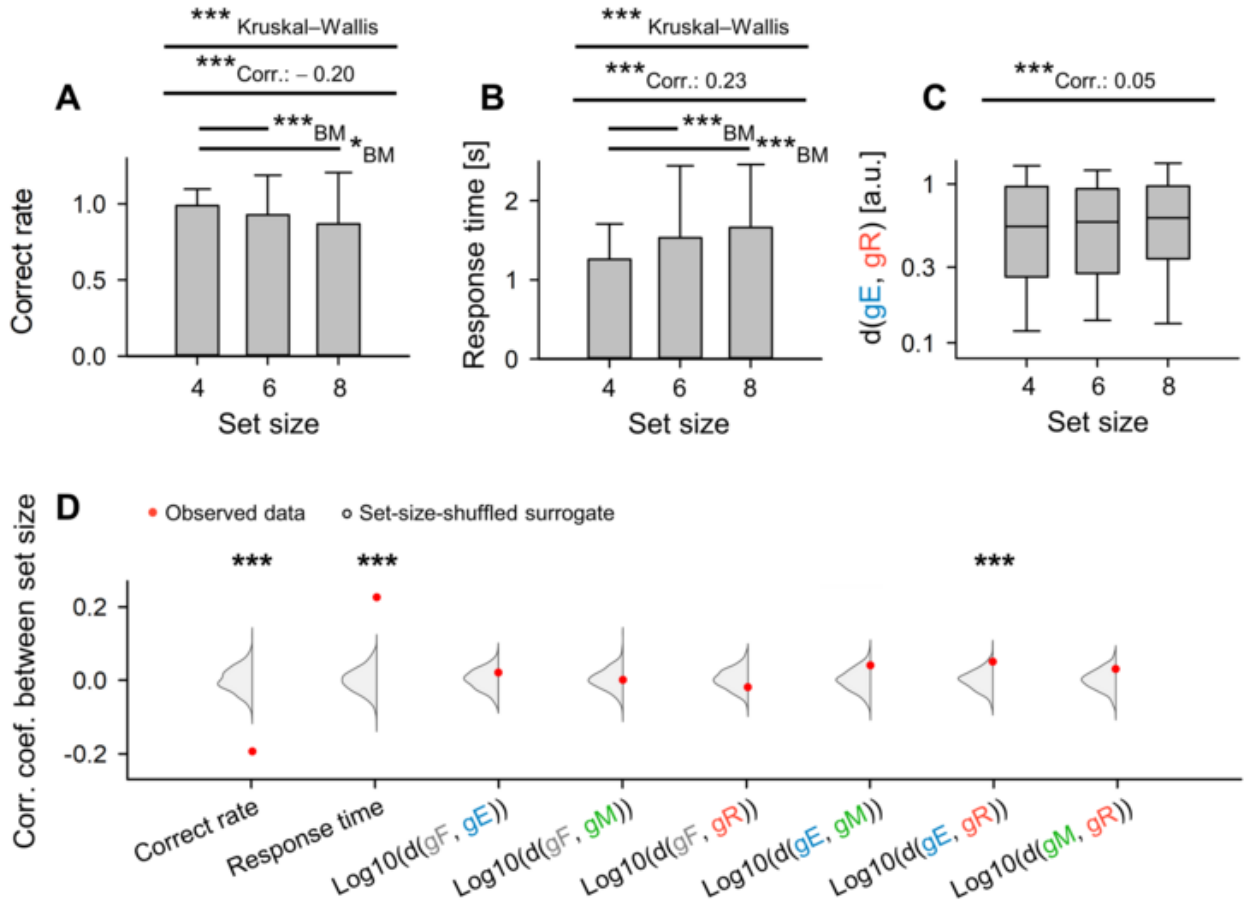 *** Kruskal–Wallis
***Corr.: – 0.20
A
***BM
*BM
Correct rate
1.0
0.5
0.0
4 6 8
Set size
*** Kruskal–Wallis
***Corr.: 0.23
B
***BM
***BM
Response time [s]
2
1
0
4 6 8
Set size
***Corr.: 0.05
C
d(gE, gR) [a.u.]
1
0.3
0.1
4 6 8
Set size
D
Observed data
Set-size-shuffled surrogate
*** *** ***
Corr. coef. between set size
0.2
0.0
-0.2
Correct rate
Response time
Log10(d(gF, gE))
Log10(d(gF, gM))
Log10(d(gF, gR))
Log10(d(gE, gM))
Log10(d(gE, gR))
Log10(d(gM, gR))